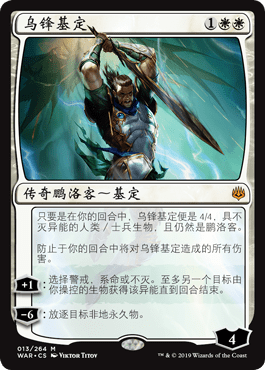 乌锋基定 1
传奇鹏洛客～基定
只要是在你的回合中，乌锋基定便是 4/4，具不
灭异能的人类／士兵生物，且仍然是鹏洛客。
防止于你的回合中将对乌锋基定造成的所有伤
害。
+1：选择警戒，系命或不灭。至多另一个目标由
你操控的生物获得该异能直到回合结束。
-6：放逐目标非地永久物。
4
013/264 M
WAR • CS VIKTOR TITOV
™ & © 2019 Wizards of the Coast